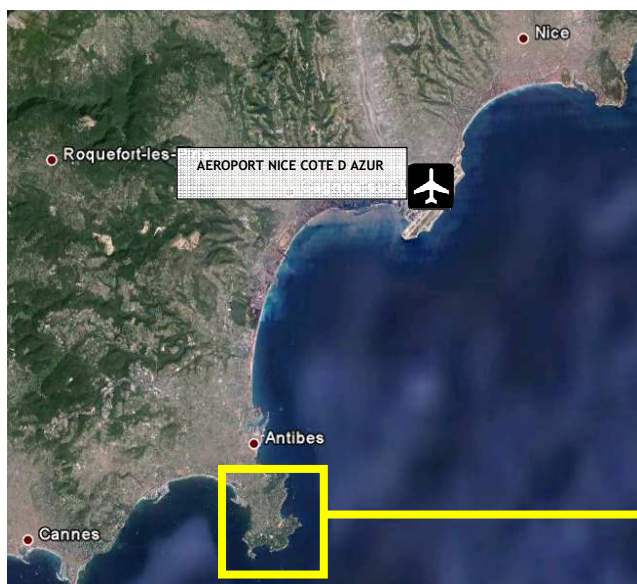 Nice
Roquefort-les-
AEROPORT NICE COTE D AZUR
Antibes
Cannes